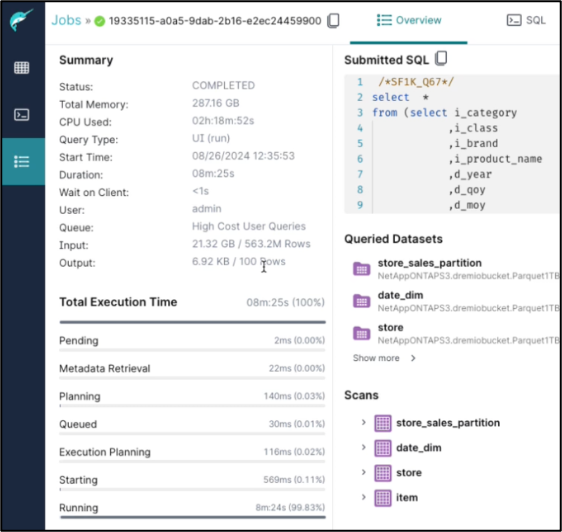 Jobs » 19335115-a0a5-9dab-2b16-e2ec24459900
Overview
SQL
Summary
Status: COMPLETED
Total Memory: 287.16 GB
CPU Used: 02h:18m:52s
Query Type: UI (run)
Start Time: 08/26/2024 12:35:53
Duration: 08m:25s
Wait on Client: <1s
User: admin
Queue: High Cost User Queries
Input: 21.32 GB / 563.2M Rows
Output: 6.92 KB / 100 Rows
Total Execution Time 08m:25s (100%)
Pending 2ms (0.00%)
Metadata Retrieval 22ms (0.00%)
Planning 140ms (0.03%)
Queued 30ms (0.01%)
Execution Planning 116ms (0.02%)
Starting 569ms (0.11%)
Running 8m:24s (99.83%)
Submitted SQL
1 /*SF1K_Q67*/
2 select *
3 from (select i_category
4 ,i_class
5 ,i_brand
6 ,i_product_name
7 ,d_year
8 ,d_qoy
9 ,d_moy
Queried Datasets
store_sales_partition
NetAppONTAPS3.dremiobucket.Parquet1TB
date_dim
NetAppONTAPS3.dremiobucket.Parquet1TB
store
NetAppONTAPS3.dremiobucket.Parquet1TB
Show more >
Scans
> store_sales_partition
> date_dim
> store
> item